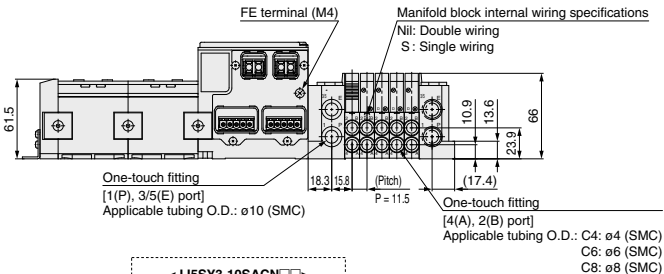 FE terminal (M4)
Manifold block internal wiring specifications
Nil: Double wiring
S : Single wiring
61.5
10.9
13.6
23.9
66
18.3
15.8
(Pitch)
P = 11.5
(17.4)
One-touch fitting
[1(P), 3/5(E) port]
Applicable tubing O.D.: ø10 (SMC)
One-touch fitting
[4(A), 2(B) port]
Applicable tubing O.D.: C4: ø4 (SMC)
C6: ø6 (SMC)
C8: ø8 (SMC)